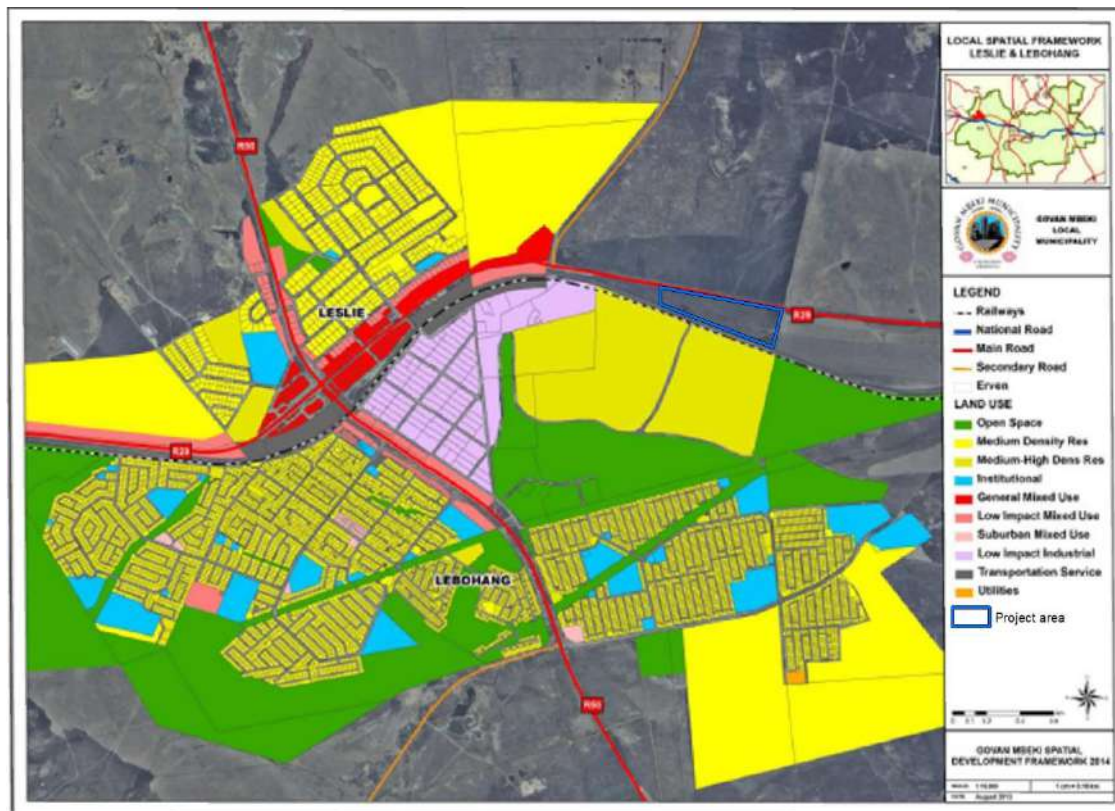 LOCAL SPATIAL FRAMEWORK
LESLIE & LEBOHANG
GOVAN MBEKI MUNICIPALITY
GOVAN MBEKI
LOCAL
MUNICIPALITY
LEGEND
Railways
National Road
Main Road
Secondary Road
Erven
LAND USE
Open Space
Medium Density Res
Medium-High Dens Res
Institutional
General Mixed Use
Low Impact Mixed Use
Suburban Mixed Use
Low Impact Industrial
Transportation Service
Utilities
Project area
GOVAN MBEKI SPATIAL
DEVELOPMENT FRAMEWORK 2014
R50
LESLIE
R29
R29
LEBOHANG
R50